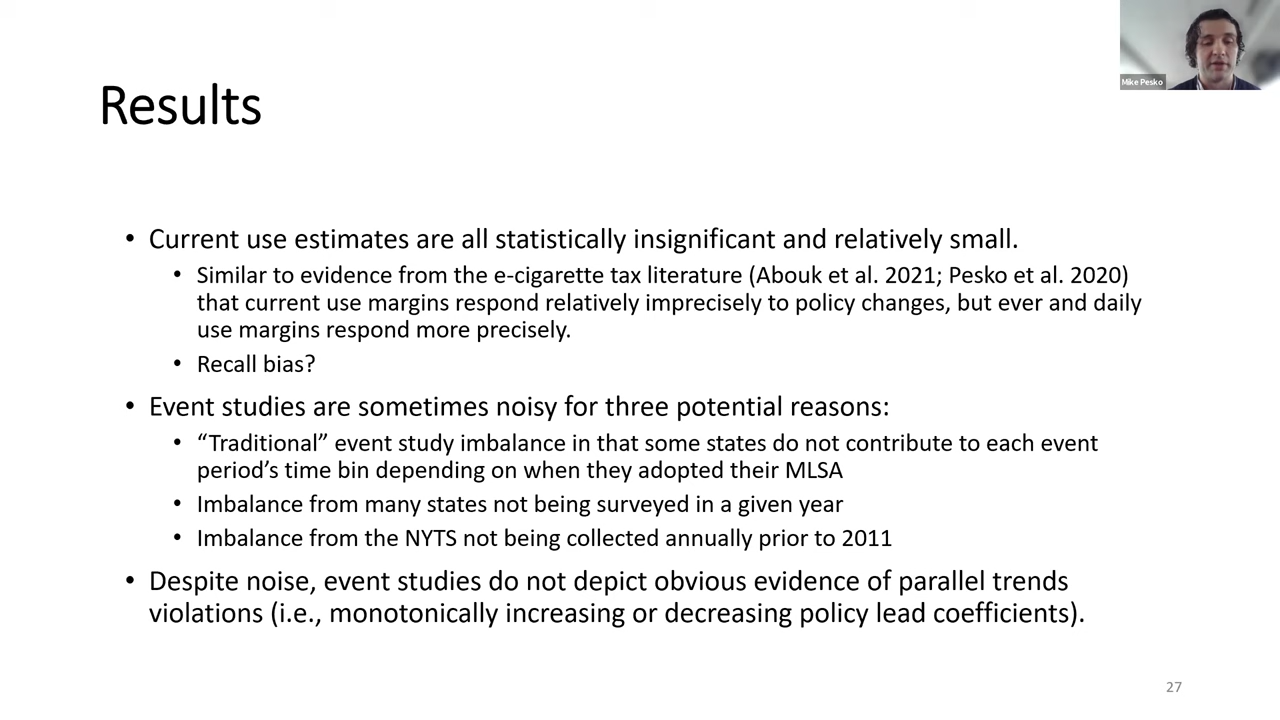 Mike Pesko
Results
• Current use estimates are all statistically insignificant and relatively small.
• Similar to evidence from the e-cigarette tax literature (Abouk et al. 2021; Pesko et al. 2020)
that current use margins respond relatively imprecisely to policy changes, but ever and daily
use margins respond more precisely.
• Recall bias?
• Event studies are sometimes noisy for three potential reasons:
• “Traditional” event study imbalance in that some states do not contribute to each event
period’s time bin depending on when they adopted their MLSA
• Imbalance from many states not being surveyed in a given year
• Imbalance from the NYTS not being collected annually prior to 2011
• Despite noise, event studies do not depict obvious evidence of parallel trends
violations (i.e., monotonically increasing or decreasing policy lead coefficients).
27